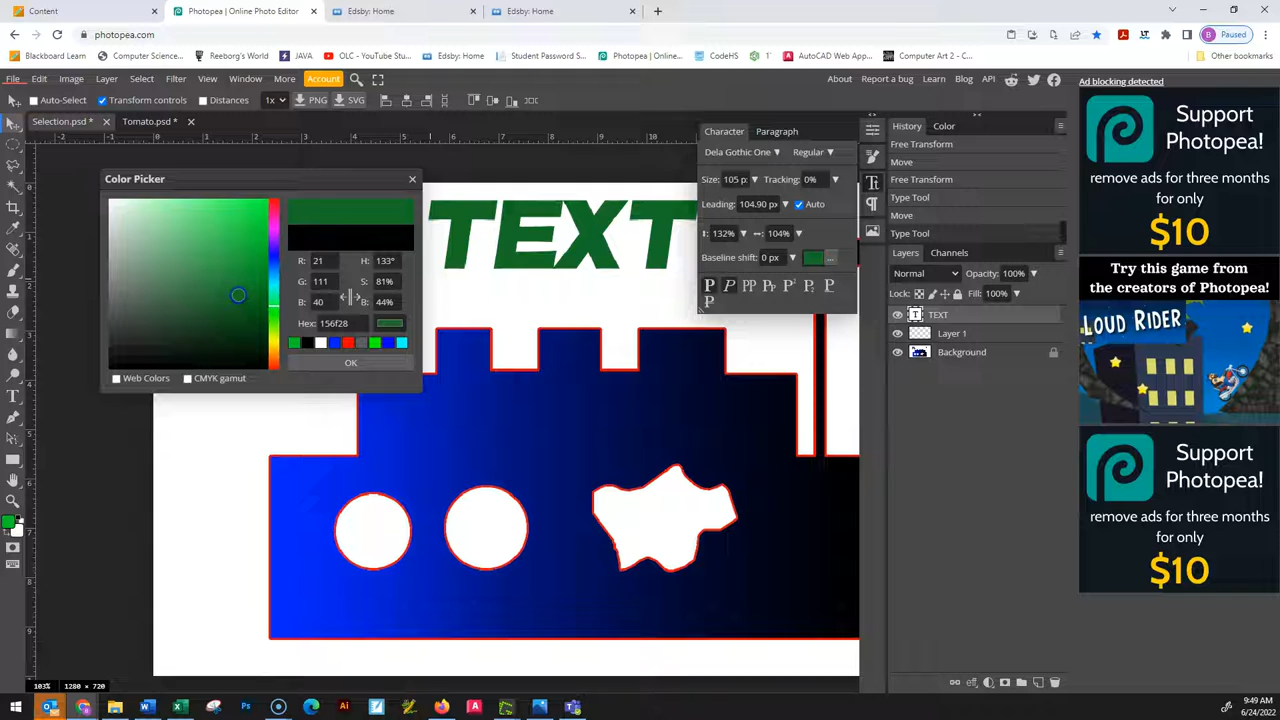 Content
Photopea | Online Photo Editor
Edsby: Home
Edsby: Home
photopea.com
B
Paused
Blackboard Learn
Computer Science...
Reeborg's World
JAVA
OLC - YouTube Stu...
Edsby: Home
Student Password S...
Photopea | Online...
CodeHS
1'
AutoCAD Web App...
Computer Art 2 - C...
Other bookmarks
File
Edit
Image
Layer
Select
Filter
View
Window
More
Account
About
Report a bug
Learn
Blog
API
Ad blocking detected
Auto-Select
Transform controls
Distances
1x
PNG
SVG
Selection.psd *
Tomato.psd *
Color Picker
R: 21
H: 133°
G: 111
S: 81%
B: 40
B: 44%
Hex: 156f28
OK
Web Colors
CMYK gamut
TEXT
Character
Paragraph
Dela Gothic One
Regular
Size: 105 p:
Tracking: 0%
Leading: 104.90 px
Auto
132%
104%
Baseline shift: 0 px
...
History
Color
Free Transform
Move
Free Transform
Type Tool
Move
Type Tool
Layers
Channels
Normal
Opacity: 100%
Lock:
Fill: 100%
TEXT
Layer 1
Background
Support
Photopea!
remove ads for three months
for only
$10
Try this game from
the creators of Photopea!
LOUD RIDER
Support
Photopea!
remove ads for three months
for only
$10
103%
1280 × 720
9:49 AM
6/24/2022